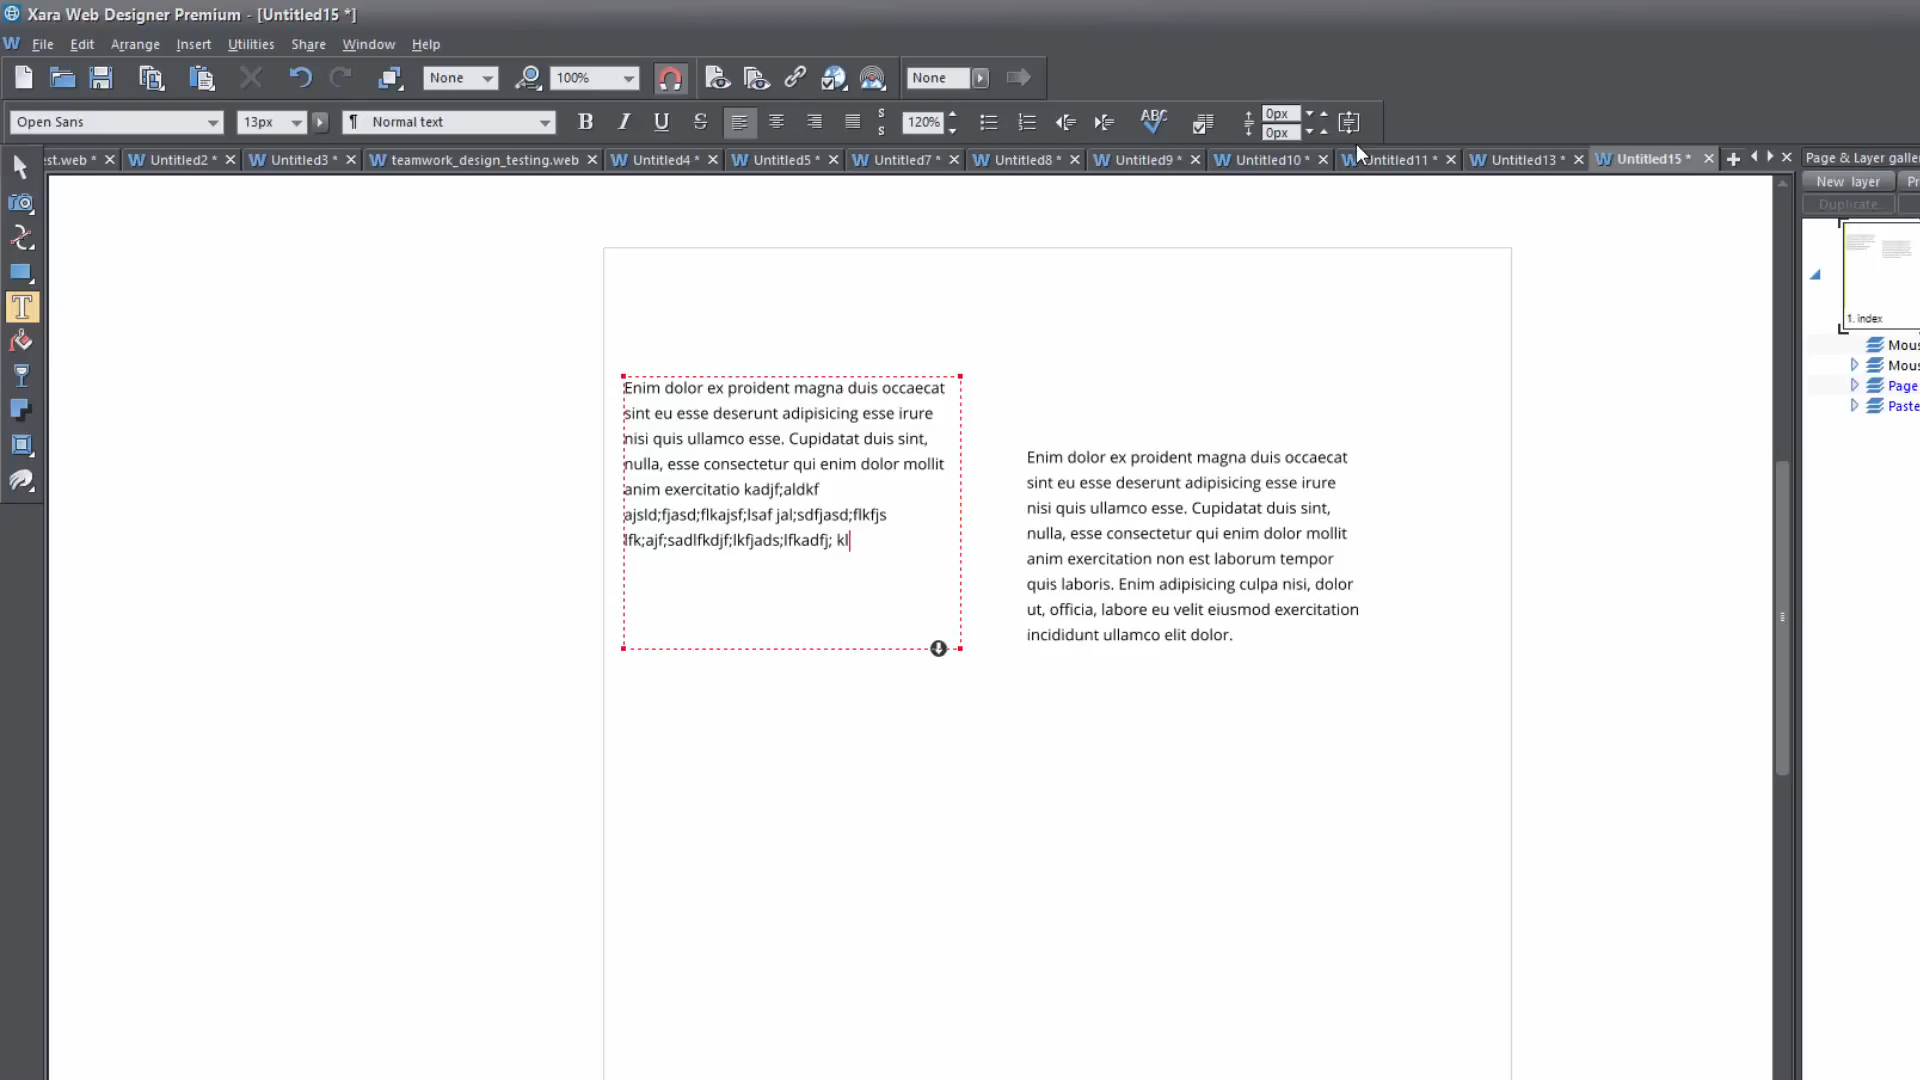 Xara Web Designer Premium - [Untitled15 *]
File Edit Arrange Insert Utilities Share Window Help
None 100% None
Open Sans 13px ¶ Normal text B I U S S S 120% ABC 0px
0px
est.web * Untitled2 * Untitled3 * teamwork_design_testing.web Untitled4 * Untitled5 * Untitled7 * Untitled8 * Untitled9 * Untitled10 * Untitled11 * Untitled13 * Untitled15 * Page & Layer galle
New layer Pr
Duplicate...
1. index
Mous
Mous
Page
Paste
Enim dolor ex proident magna duis occaecat
sint eu esse deserunt adipisicing esse irure
nisi quis ullamco esse. Cupidatat duis sint,
nulla, esse consectetur qui enim dolor mollit
anim exercitatio kadjf;aldkf
ajsld;fjasd;flkajsf;lsaf jal;sdfjasd;flkfjs
lfk;ajf;sadlfkdjf;lkfjads;lfkadfj; kl
Enim dolor ex proident magna duis occaecat
sint eu esse deserunt adipisicing esse irure
nisi quis ullamco esse. Cupidatat duis sint,
nulla, esse consectetur qui enim dolor mollit
anim exercitation non est laborum tempor
quis laboris. Enim adipisicing culpa nisi, dolor
ut, officia, labore eu velit eiusmod exercitation
incididunt ullamco elit dolor.